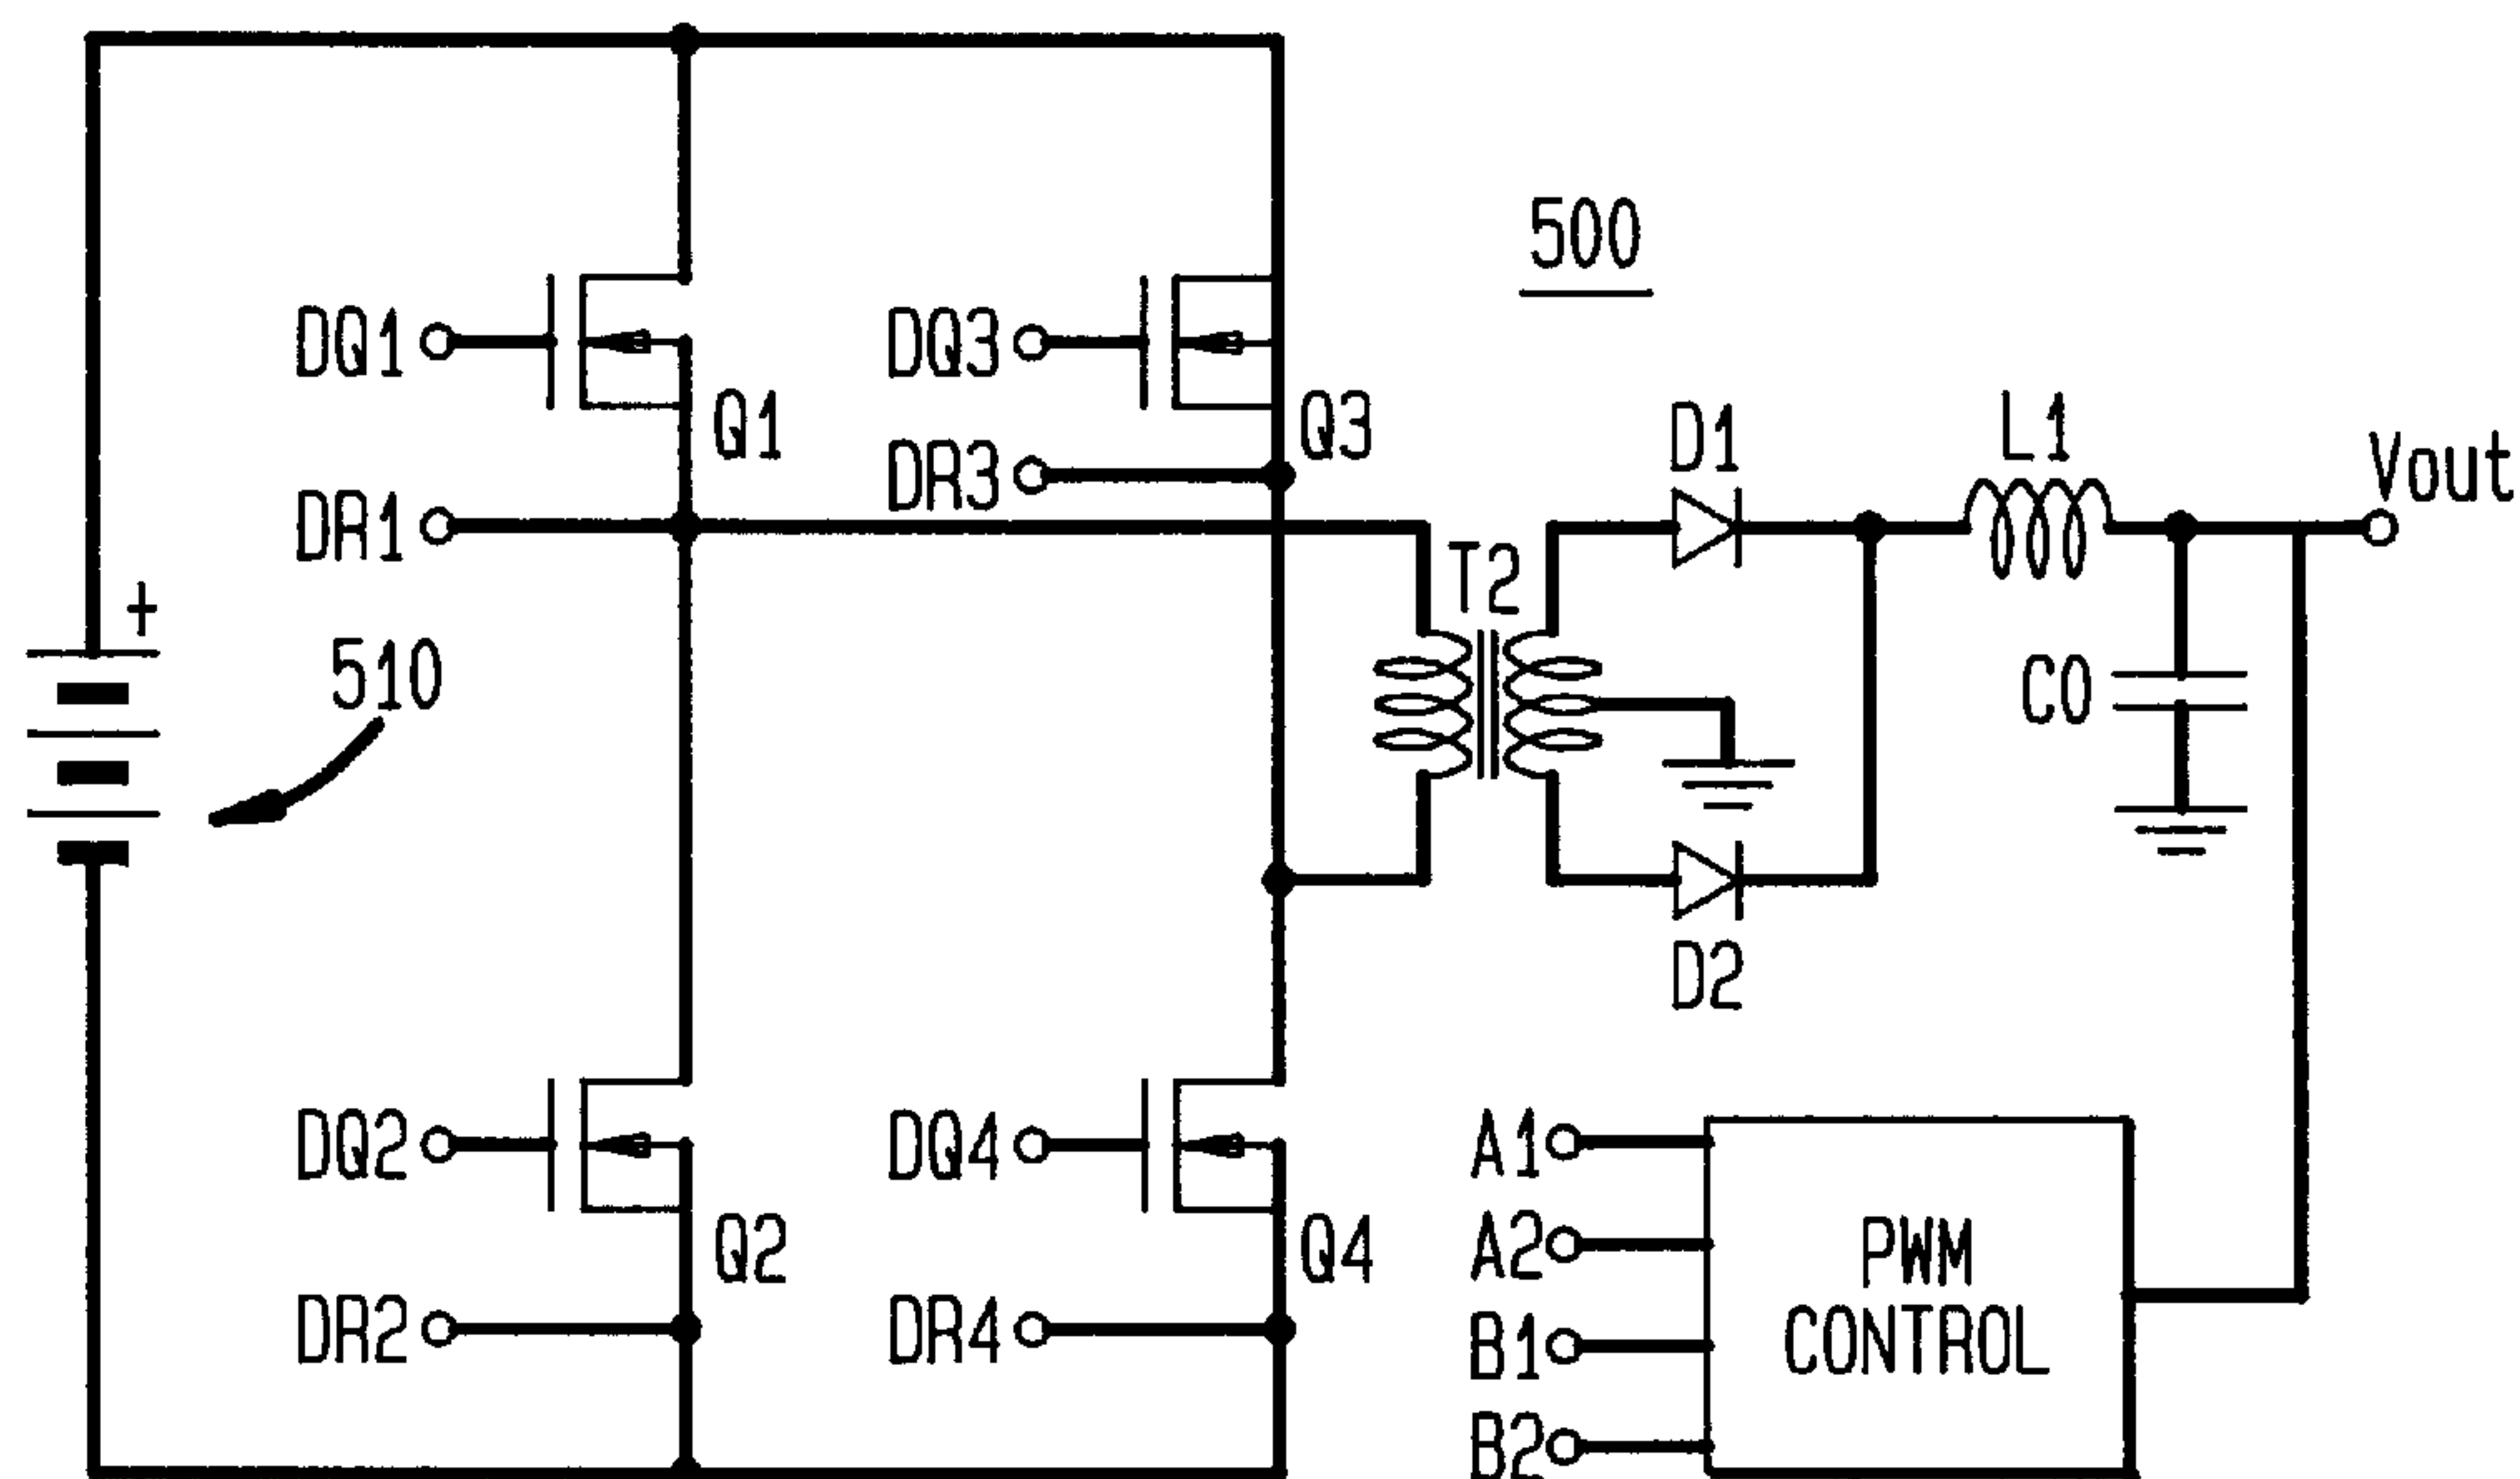 500
DQ1
DQ3
Q1
Q3
D1
L1
Vout
DR3
DR1
T2
+
510
C0
D2
DQ2
DQ4
A1
Q2
Q4
A2
PWM
CONTROL
DR2
DR4
B1
B2